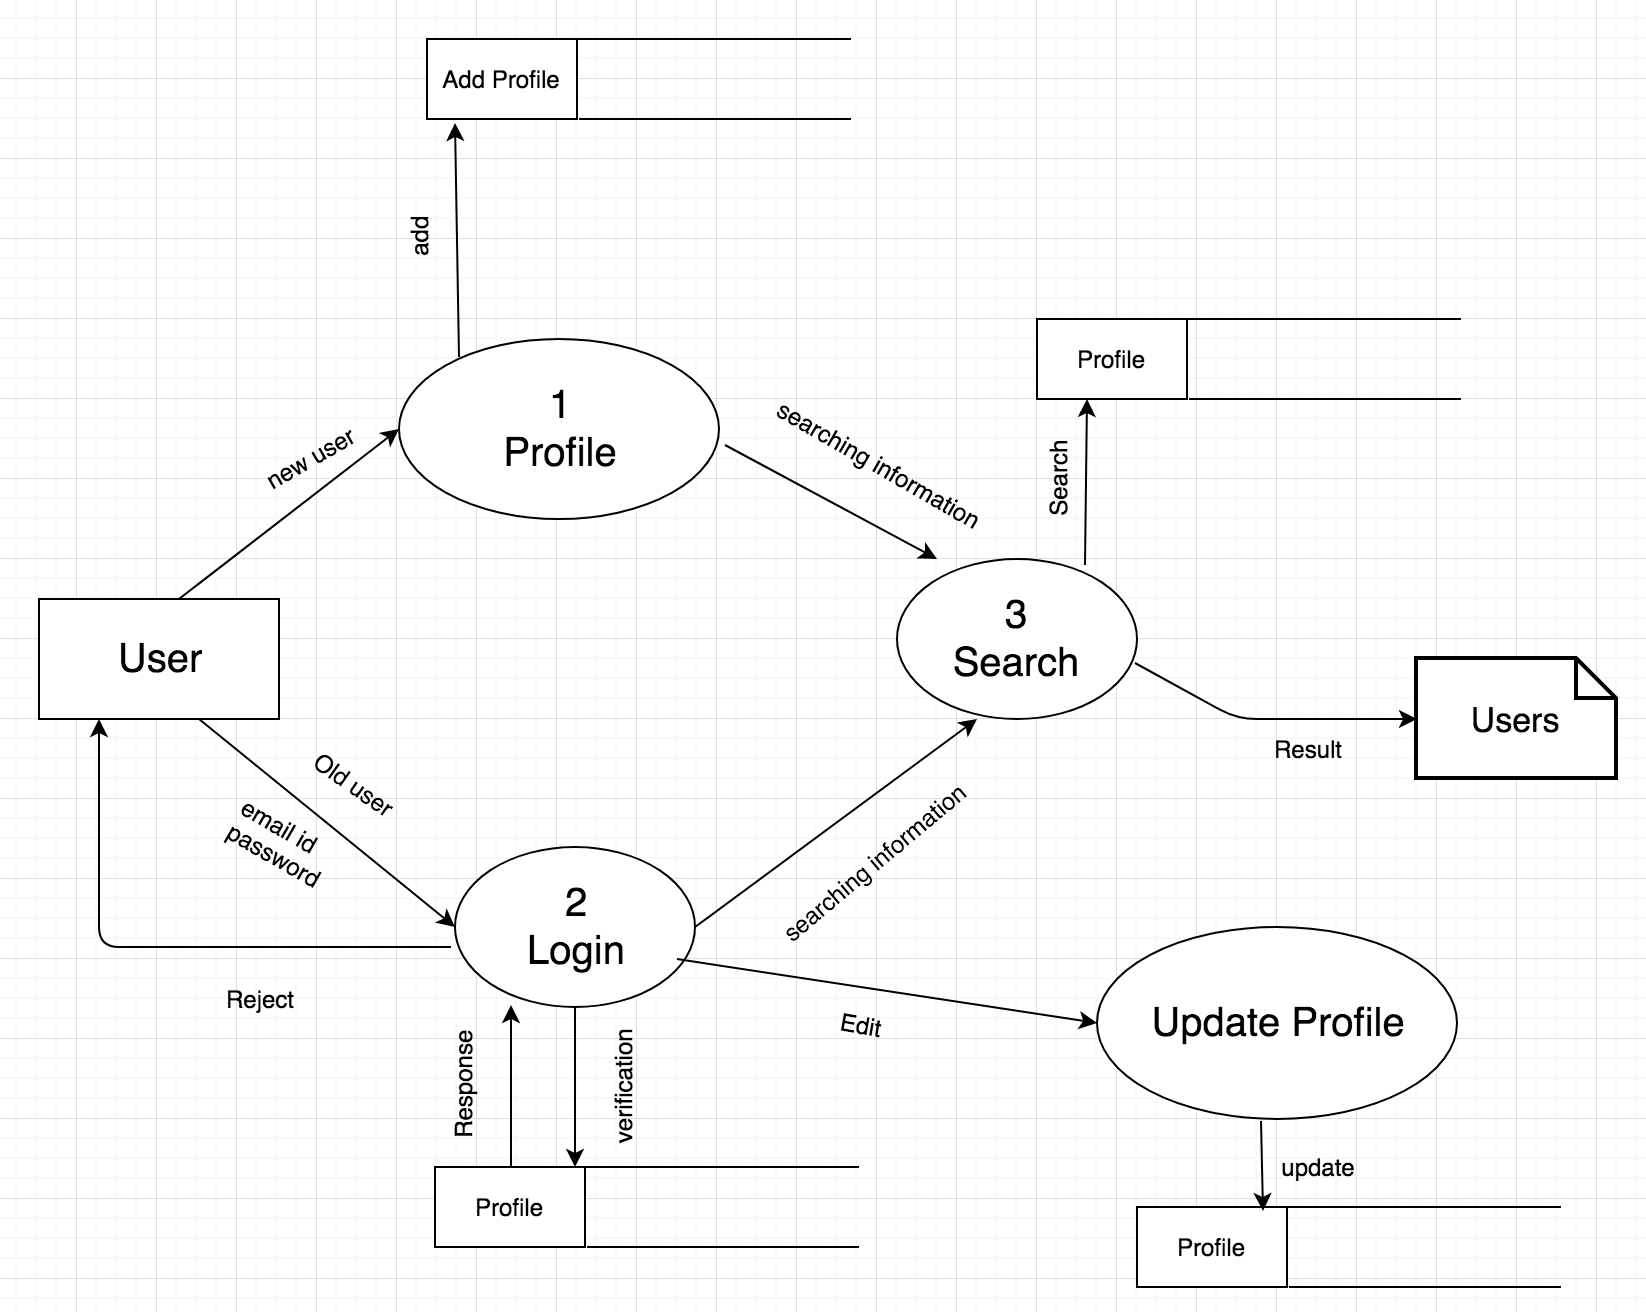 Add Profile
add
1
Profile
new user
searching information
Profile
Search
User
3
Search
Users
Result
Old user
email id
password
2
Login
searching information
Reject
Edit
Update Profile
Response
verification
Profile
update
Profile